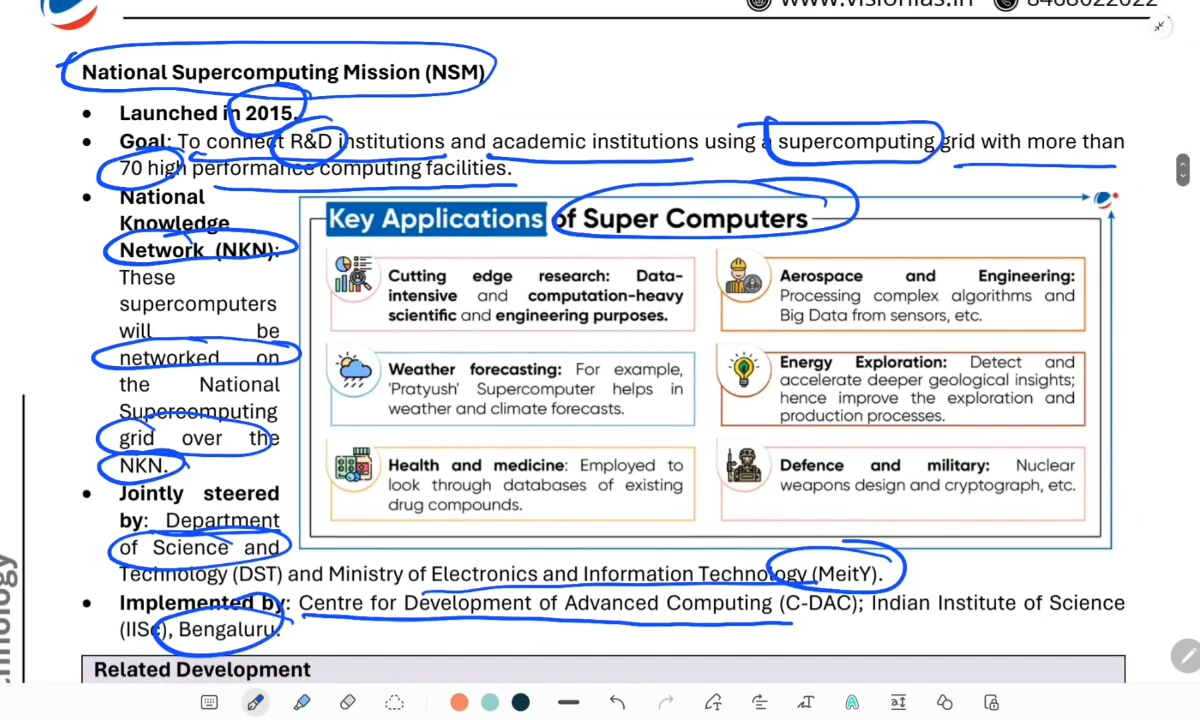 www.visionias.in 8468022022
National Supercomputing Mission (NSM)
• Launched in 2015.
• Goal: To connect R&D institutions and academic institutions using a supercomputing grid with more than
70 high performance computing facilities.
• National
Knowledge
Network (NKN):
These
supercomputers
will be
networked on
the National
Supercomputing
grid over the
NKN.
• Jointly steered
by: Department
of Science and
Technology (DST) and Ministry of Electronics and Information Technology (MeitY).
• Implemented by: Centre for Development of Advanced Computing (C-DAC); Indian Institute of Science
(IISc), Bengaluru.
Key Applications of Super Computers
Cutting edge research: Data-
intensive and computation-heavy
scientific and engineering purposes.
Aerospace and Engineering:
Processing complex algorithms and
Big Data from sensors, etc.
Weather forecasting: For example,
'Pratyush' Supercomputer helps in
weather and climate forecasts.
Energy Exploration: Detect and
accelerate deeper geological insights;
hence improve the exploration and
production processes.
Health and medicine: Employed to
look through databases of existing
drug compounds.
Defence and military: Nuclear
weapons design and cryptograph, etc.
Related Development